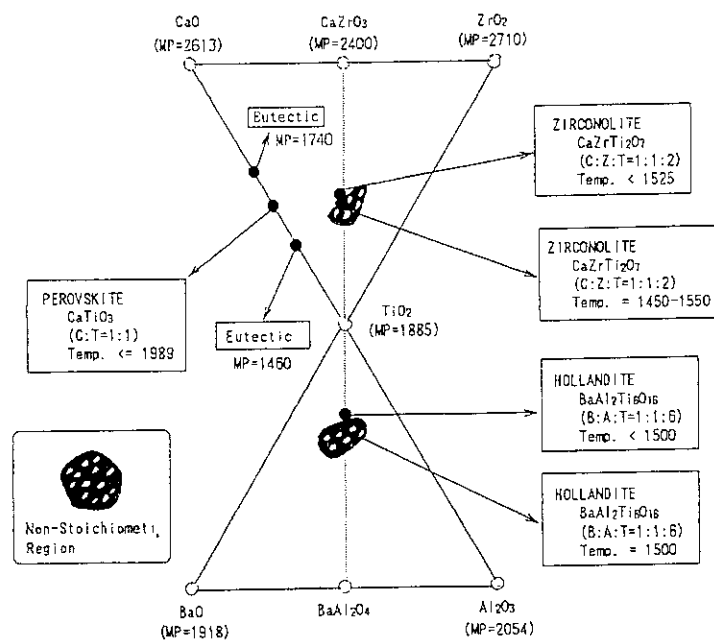 CaO
(MP=2613)
CaZrO₃
(MP=2400)
ZrO₂
(MP=2710)
Eutectic
MP=1740
ZIRCONOLITE
CaZrTi₂O₇
(C:Z:T=1:1:2)
Temp. < 1525
ZIRCONOLITE
CaZrTi₂O₇
(C:Z:T=1:1:2)
Temp. = 1450-1550
PEROVSKITE
CaTiO₃
(C:T=1:1)
Temp. <= 1989
Eutectic
MP=1460
TiO₂
(MP=1885)
HOLLANDITE
BaAl₂Ti₆O₁₆
(B:A:T=1:1:6)
Temp. < 1500
HOLLANDITE
BaAl₂Ti₆O₁₆
(B:A:T=1:1:6)
Temp. = 1500
Region
BaO
(MP=1918)
BaAl₂O₄
Al₂O₃
(MP=2054)